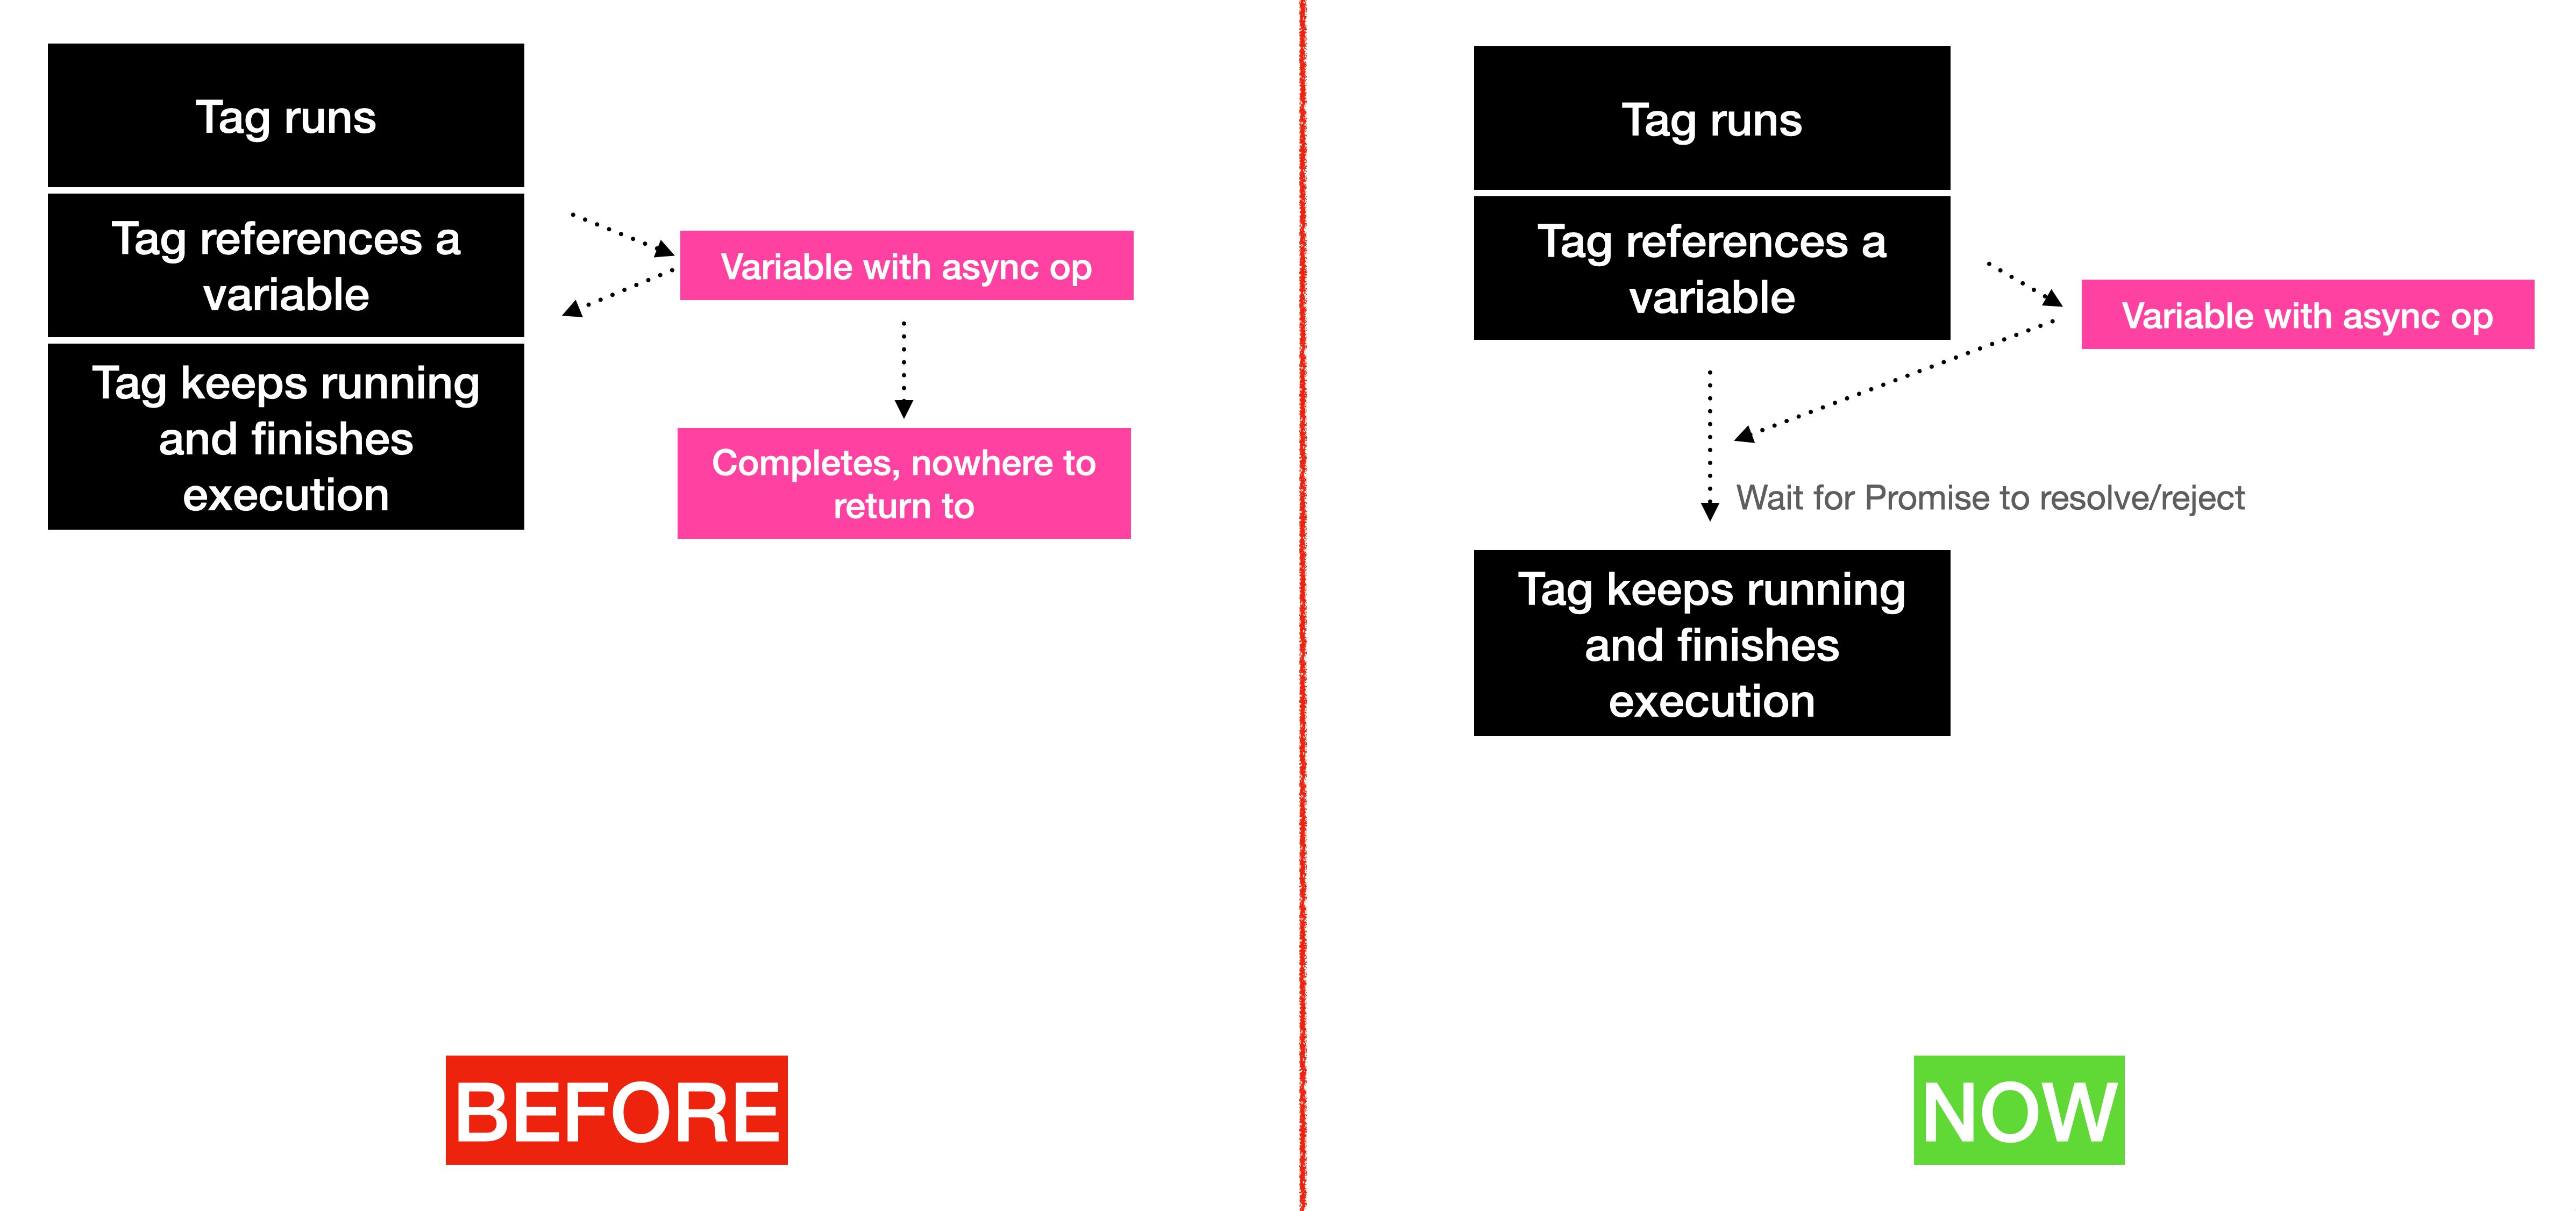 Tag runs
Tag references a
variable
Variable with async op
Tag keeps running
and finishes
execution
Completes, nowhere to
return to
BEFORE
Tag runs
Tag references a
variable
Variable with async op
Wait for Promise to resolve/reject
Tag keeps running
and finishes
execution
NOW